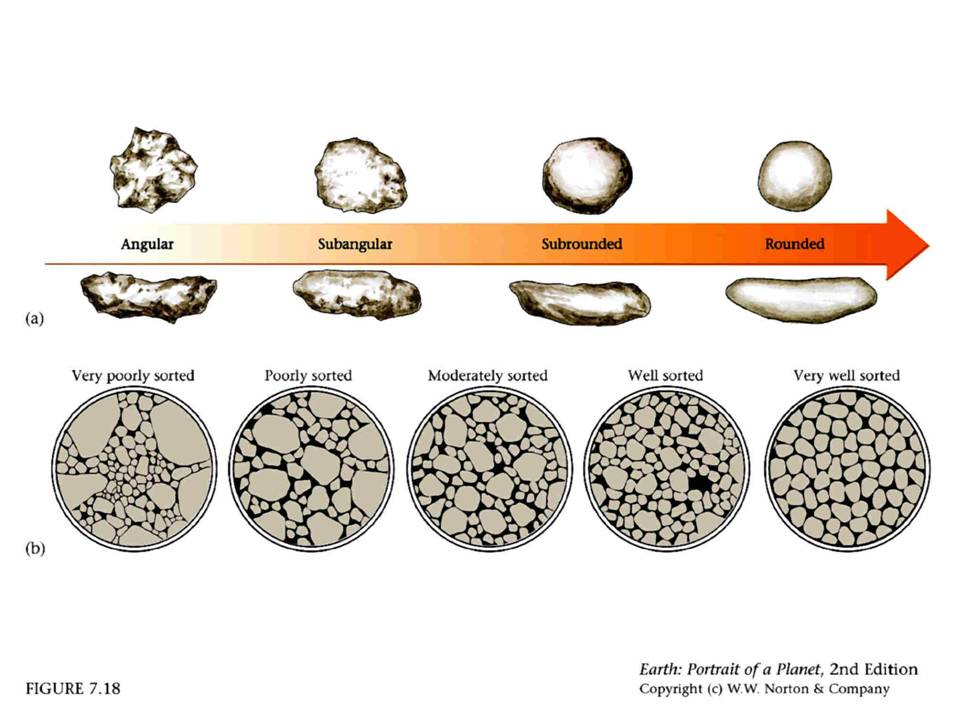 Angular
Subangular
Subrounded
Rounded
(a)
Very poorly sorted
Poorly sorted
Moderately sorted
Well sorted
Very well sorted
(b)
Earth: Portrait of a Planet, 2nd Edition
FIGURE 7.18
Copyright (c) W.W. Norton & Company